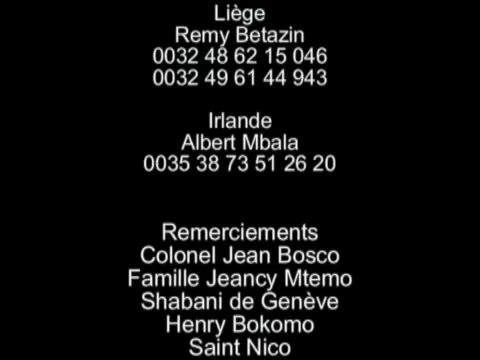 Liège
Remy Betazin
0032 48 62 15 046
0032 49 61 44 943
Irlande
Albert Mbala
0035 38 73 51 26 20
Remerciements
Colonel Jean Bosco
Famille Jeancy Mtemo
Shabani de Genève
Henry Bokomo
Saint Nico